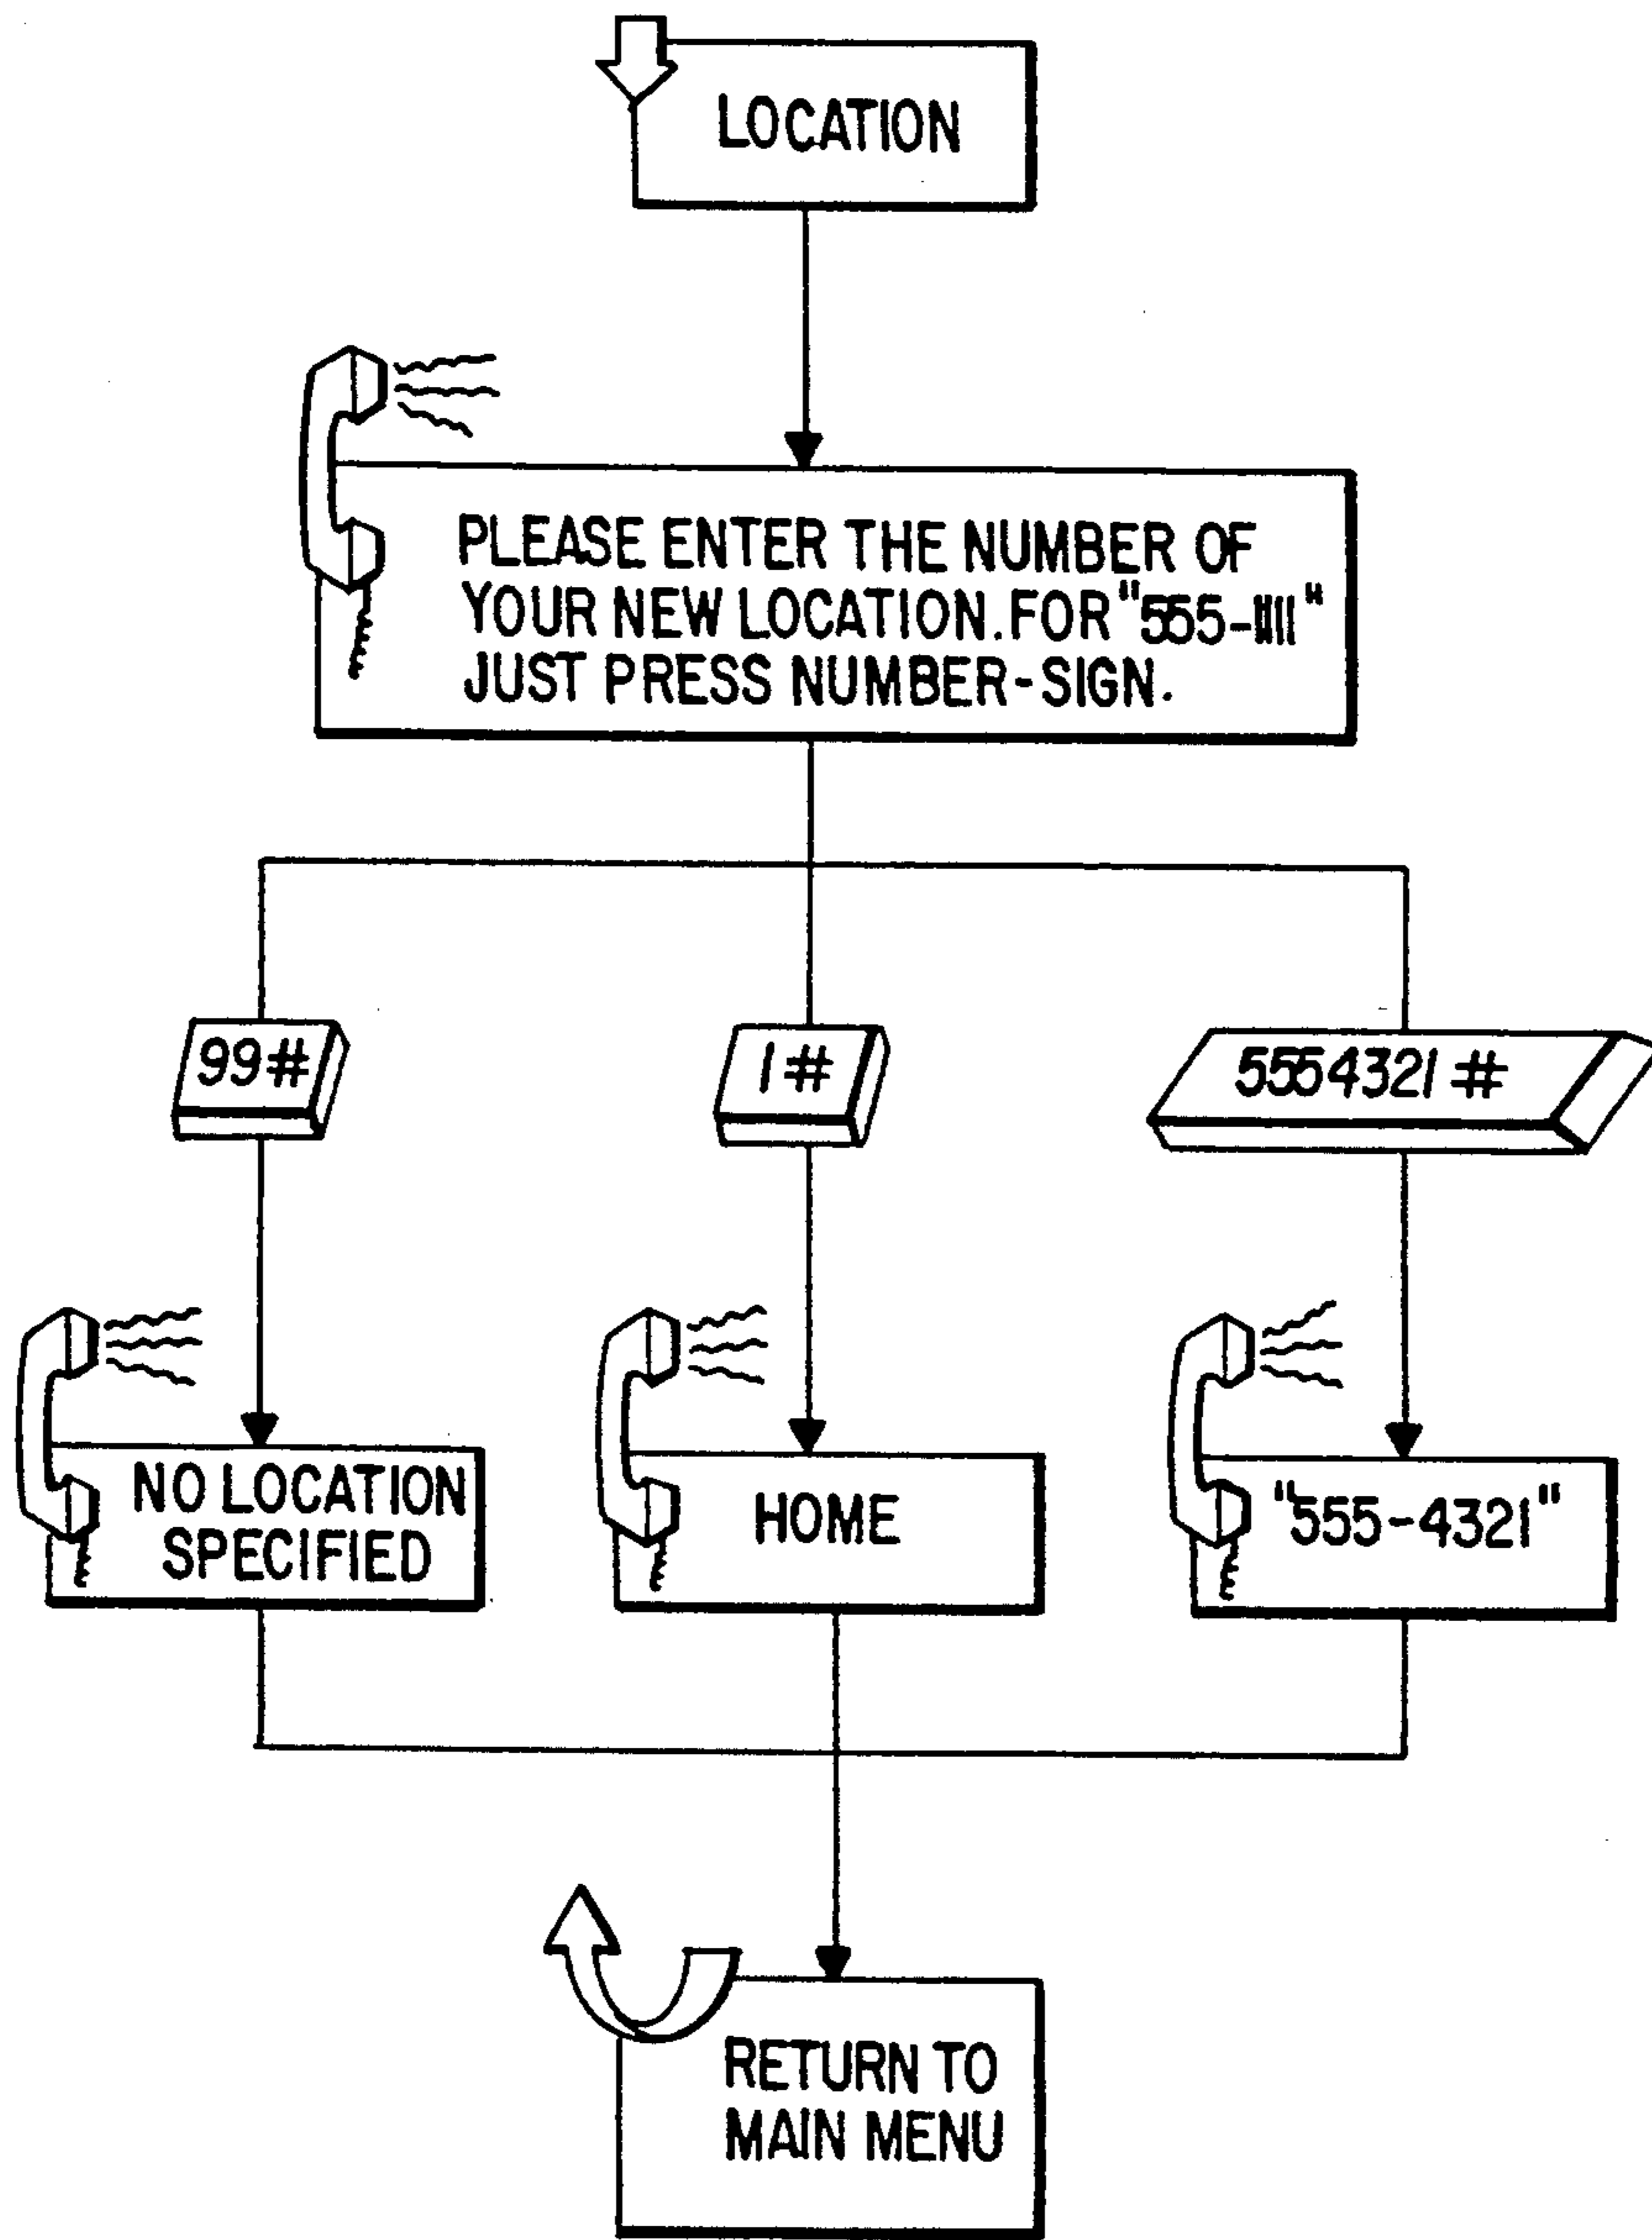 LOCATION
PLEASE ENTER THE NUMBER OF
YOUR NEW LOCATION. FOR "555-1111"
JUST PRESS NUMBER-SIGN.
99#
1#
5554321#
NO LOCATION
SPECIFIED
HOME
"555-4321"
RETURN TO
MAIN MENU